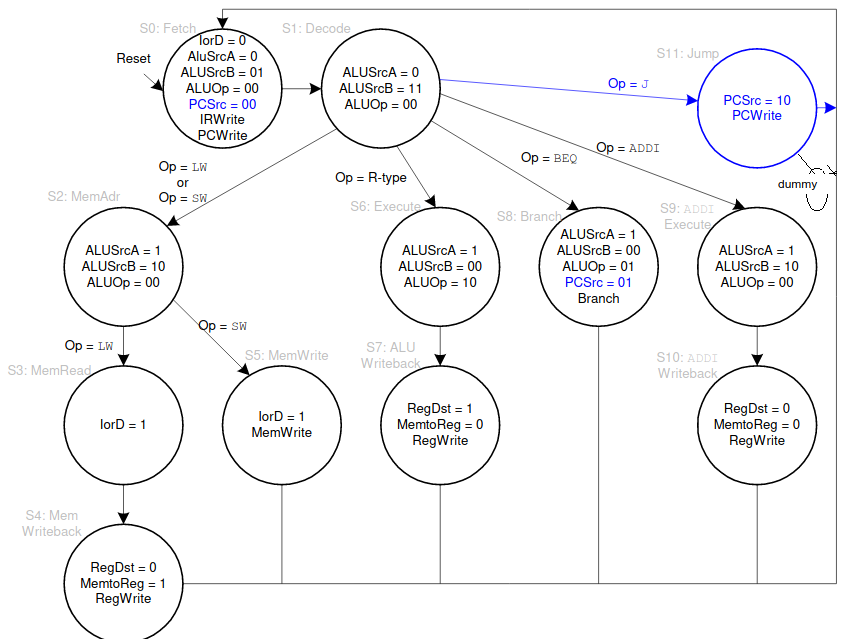 S0: Fetch
IorD = 0
AluSrcA = 0
ALUSrcB = 01
ALUOp = 00
PCSrc = 00
IRWrite
PCWrite
Reset
S1: Decode
ALUSrcA = 0
ALUSrcB = 11
ALUOp = 00
S11: Jump
PCSrc = 10
PCWrite
Op = J
Op = ADDI
Op = BEQ
Op = R-type
Op = LW
or
Op = SW
dummy
S2: MemAdr
ALUSrcA = 1
ALUSrcB = 10
ALUOp = 00
S6: Execute
ALUSrcA = 1
ALUSrcB = 00
ALUOp = 10
S8: Branch
ALUSrcA = 1
ALUSrcB = 00
ALUOp = 01
PCSrc = 01
Branch
S9: ADDI
Execute
ALUSrcA = 1
ALUSrcB = 10
ALUOp = 00
Op = LW
Op = SW
S3: MemRead
IorD = 1
S5: MemWrite
IorD = 1
MemWrite
S7: ALU
Writeback
RegDst = 1
MemtoReg = 0
RegWrite
S10: ADDI
Writeback
RegDst = 0
MemtoReg = 0
RegWrite
S4: Mem
Writeback
RegDst = 0
MemtoReg = 1
RegWrite